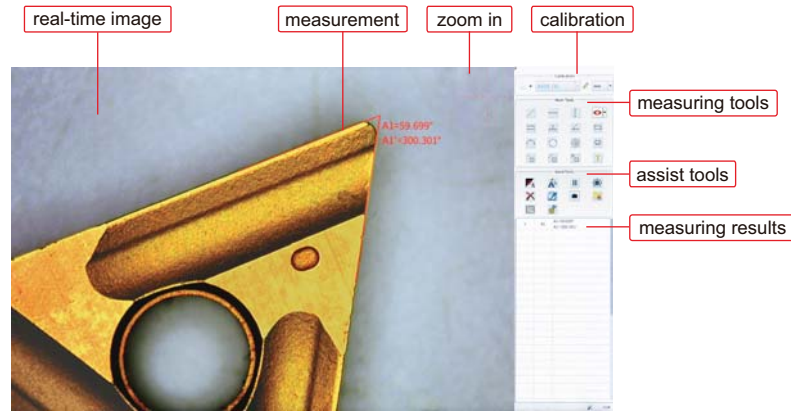 real-time image
measurement
zoom in
calibration
measuring tools
A1=59.699°
A1'=300.301°
assist tools
measuring results